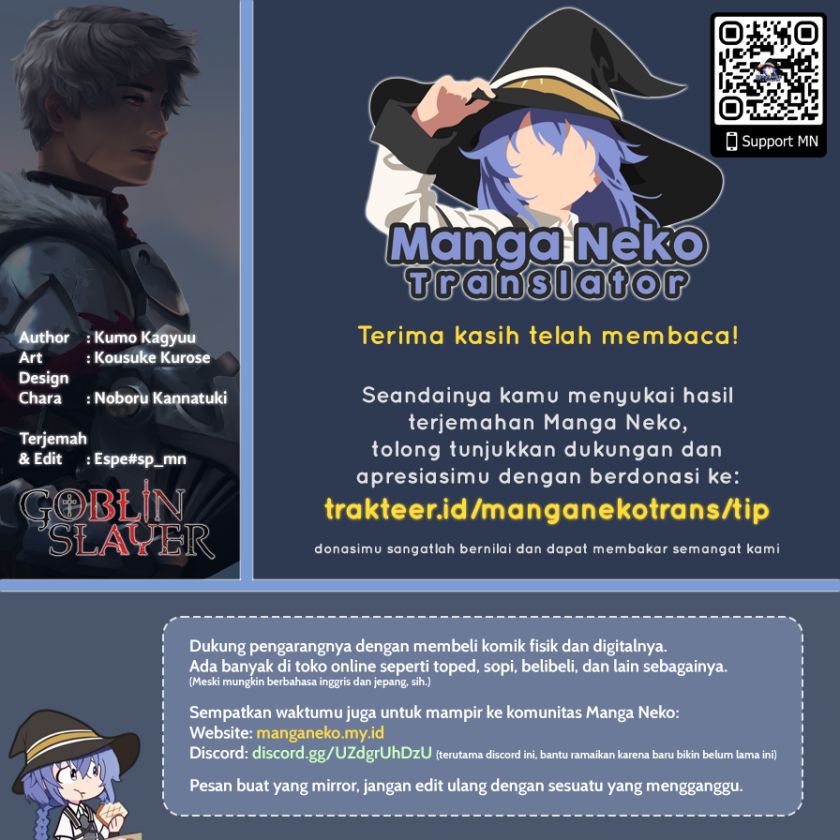 Author : Kumo Kagyuu
Art : Kousuke Kurose
Design
Chara : Noboru Kannatuki
Terjemah
& Edit : Espe#sp_mn
GOBLIN
SLAYER
Support MN
Manga Neko
Translator
Terima kasih telah membaca!
Seandainya kamu menyukai hasil
terjemahan Manga Neko,
tolong tunjukkan dukungan dan
apresiasimu dengan berdonasi ke:
trakteer.id/manganekotrans/tip
donasimu sangatlah bernilai dan dapat membakar semangat kami
Dukung pengarangnya dengan membeli komik fisik dan digitalnya.
Ada banyak di toko online seperti toped, sopi, belibeli, dan lain sebagainya.
(Meski mungkin berbahasa inggris dan jepang, sih.)
Sempatkan waktumu juga untuk mampir ke komunitas Manga Neko:
Website: manganeko.my.id
Discord: discord.gg/UZdgrUhDzU (terutama discord ini, bantu ramaikan karena baru bikin belum lama ini)
Pesan buat yang mirror, jangan edit ulang dengan sesuatu yang mengganggu.